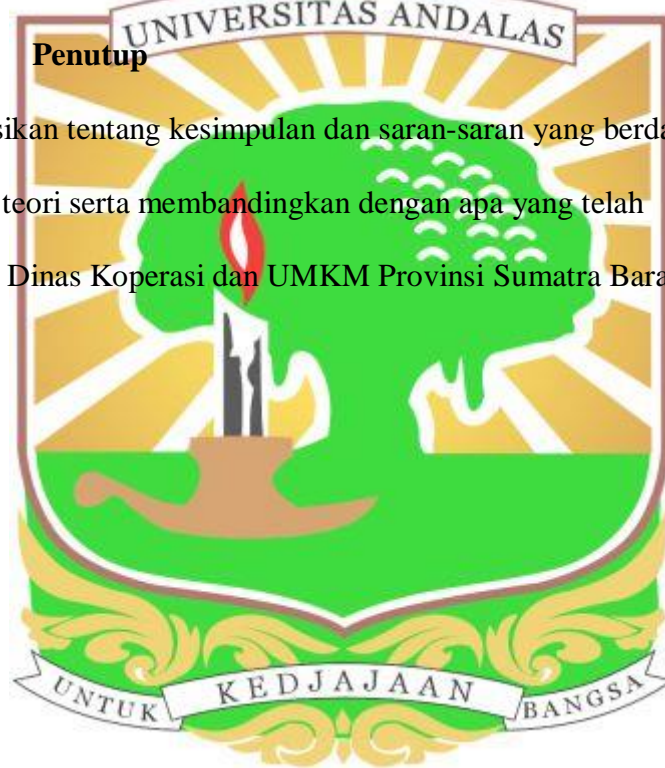 UNIVERSITAS ANDALAS
Penutup
sikan tentang kesimpulan dan saran-saran yang berda
teori serta membandingkan dengan apa yang telah
Dinas Koperasi dan UMKM Provinsi Sumatra Bara
UNTUK KEDJAJAAN BANGSA